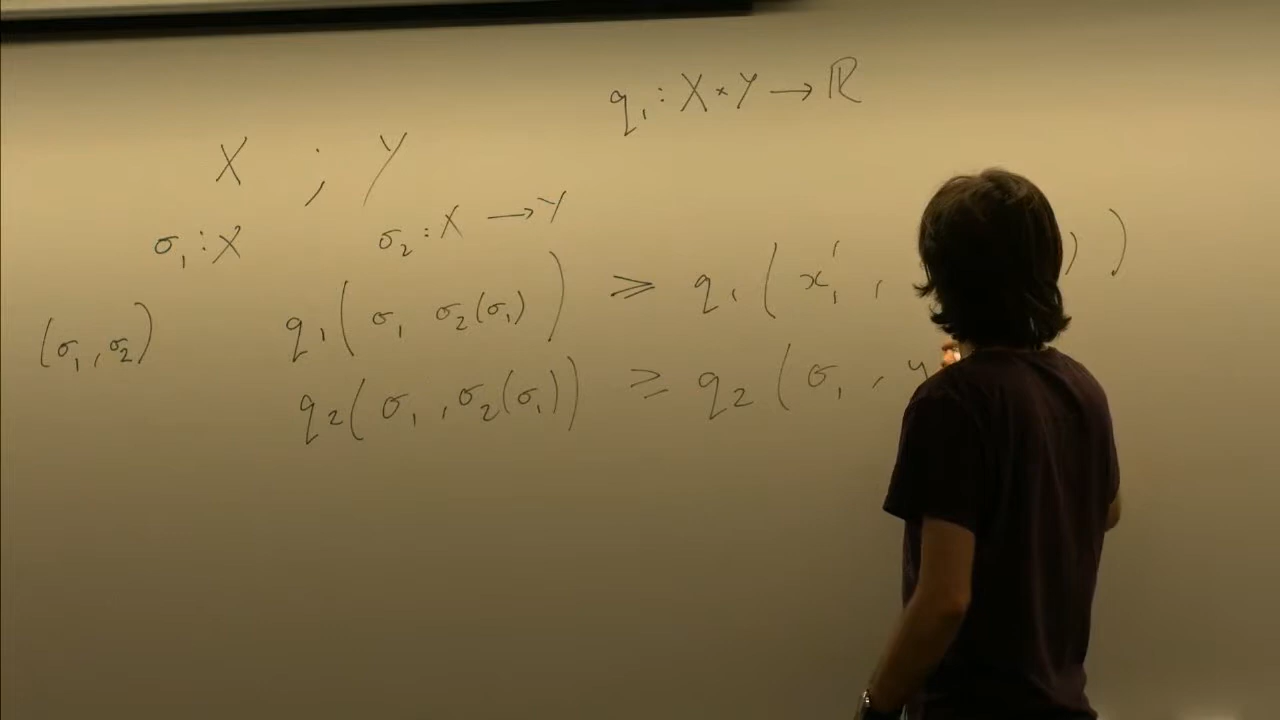 q₁ : X × Y → ℝ
X ; Y
σ₁ : X σ₂ : X → Y
(σ₁, σ₂) q₁(σ₁ σ₂(σ₁)) ⩾ q₁(x₁', ) )
q₂(σ₁, σ₂(σ₁)) ≥ q₂(σ₁, y